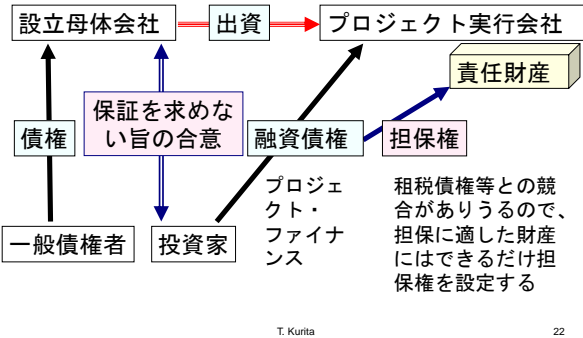 設立母体会社
出資
プロジェクト実行会社
責任財産
保証を求めな
い旨の合意
債権
融資債権
担保権
プロジェ
クト・
ファイナ
ンス
租税債権等との競
合がありうるので、
担保に適した財産
にはできるだけ担
保権を設定する
一般債権者
投資家
T. Kurita
22